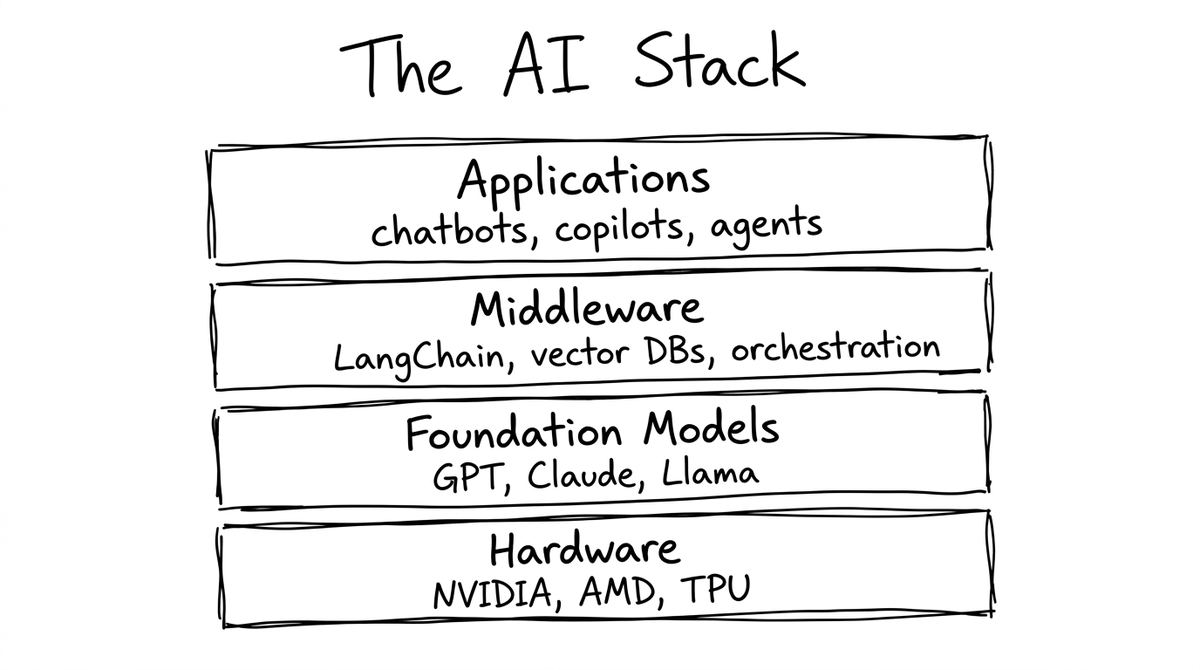 The AI Stack
Applications
chatbots, copilots, agents
Middleware
LangChain, vector DBs, orchestration
Foundation Models
GPT, Claude, Llama
Hardware
NVIDIA, AMD, TPU